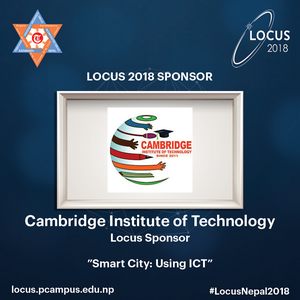 LOCUS
2018
LOCUS 2018 SPONSOR
CAMBRIDGE
INSTITUTE OF TECHNOLOGY
SINCE 2011
Cambridge Institute of Technology
Locus Sponsor
"Smart City: Using ICT"
locus.pcampus.edu.np
#LocusNepal2018